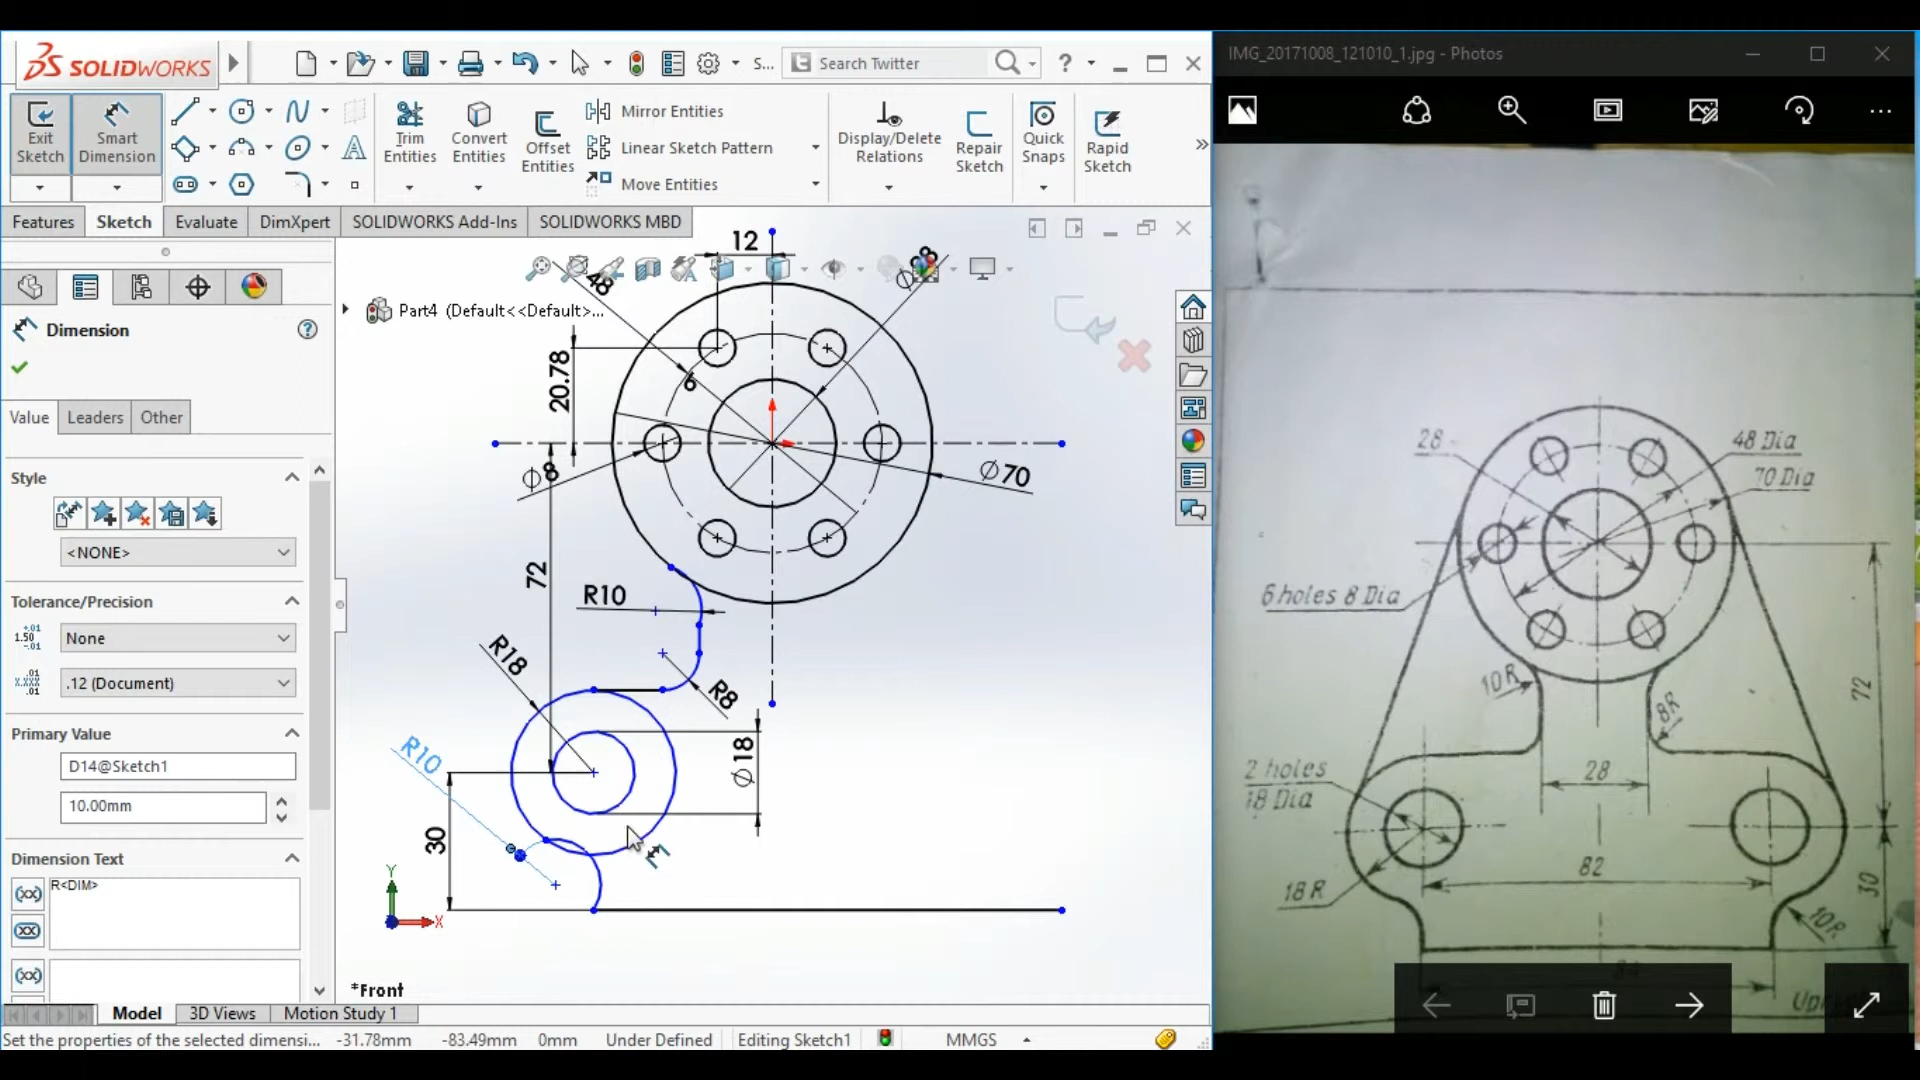 SOLIDWORKS
S...
Search Twitter
?
Exit Sketch
Smart Dimension
Trim Entities
Convert Entities
Offset Entities
Mirror Entities
Linear Sketch Pattern
Move Entities
Display/Delete Relations
Repair Sketch
Quick Snaps
Rapid Sketch
Features
Sketch
Evaluate
DimXpert
SOLIDWORKS Add-Ins
SOLIDWORKS MBD
Dimension
Value
Leaders
Other
Style
<NONE>
Tolerance/Precision
None
.12 (Document)
Primary Value
D14@Sketch1
10.00mm
Dimension Text
R<DIM>
Part4 (Default<<Default>...
12
48
20.78
6
∅8
∅70
72
R10
R18
R8
∅18
R10
30
Y
X
*Front
Model
3D Views
Motion Study 1
Set the properties of the selected dimensi...
-31.78mm
-83.49mm
0mm
Under Defined
Editing Sketch1
MMGS
IMG_20171008_121010_1.jpg - Photos
28
48 Dia
70 Dia
6 holes 8 Dia
10R
8R
72
2 holes
18 Dia
28
82
18 R
10R
30